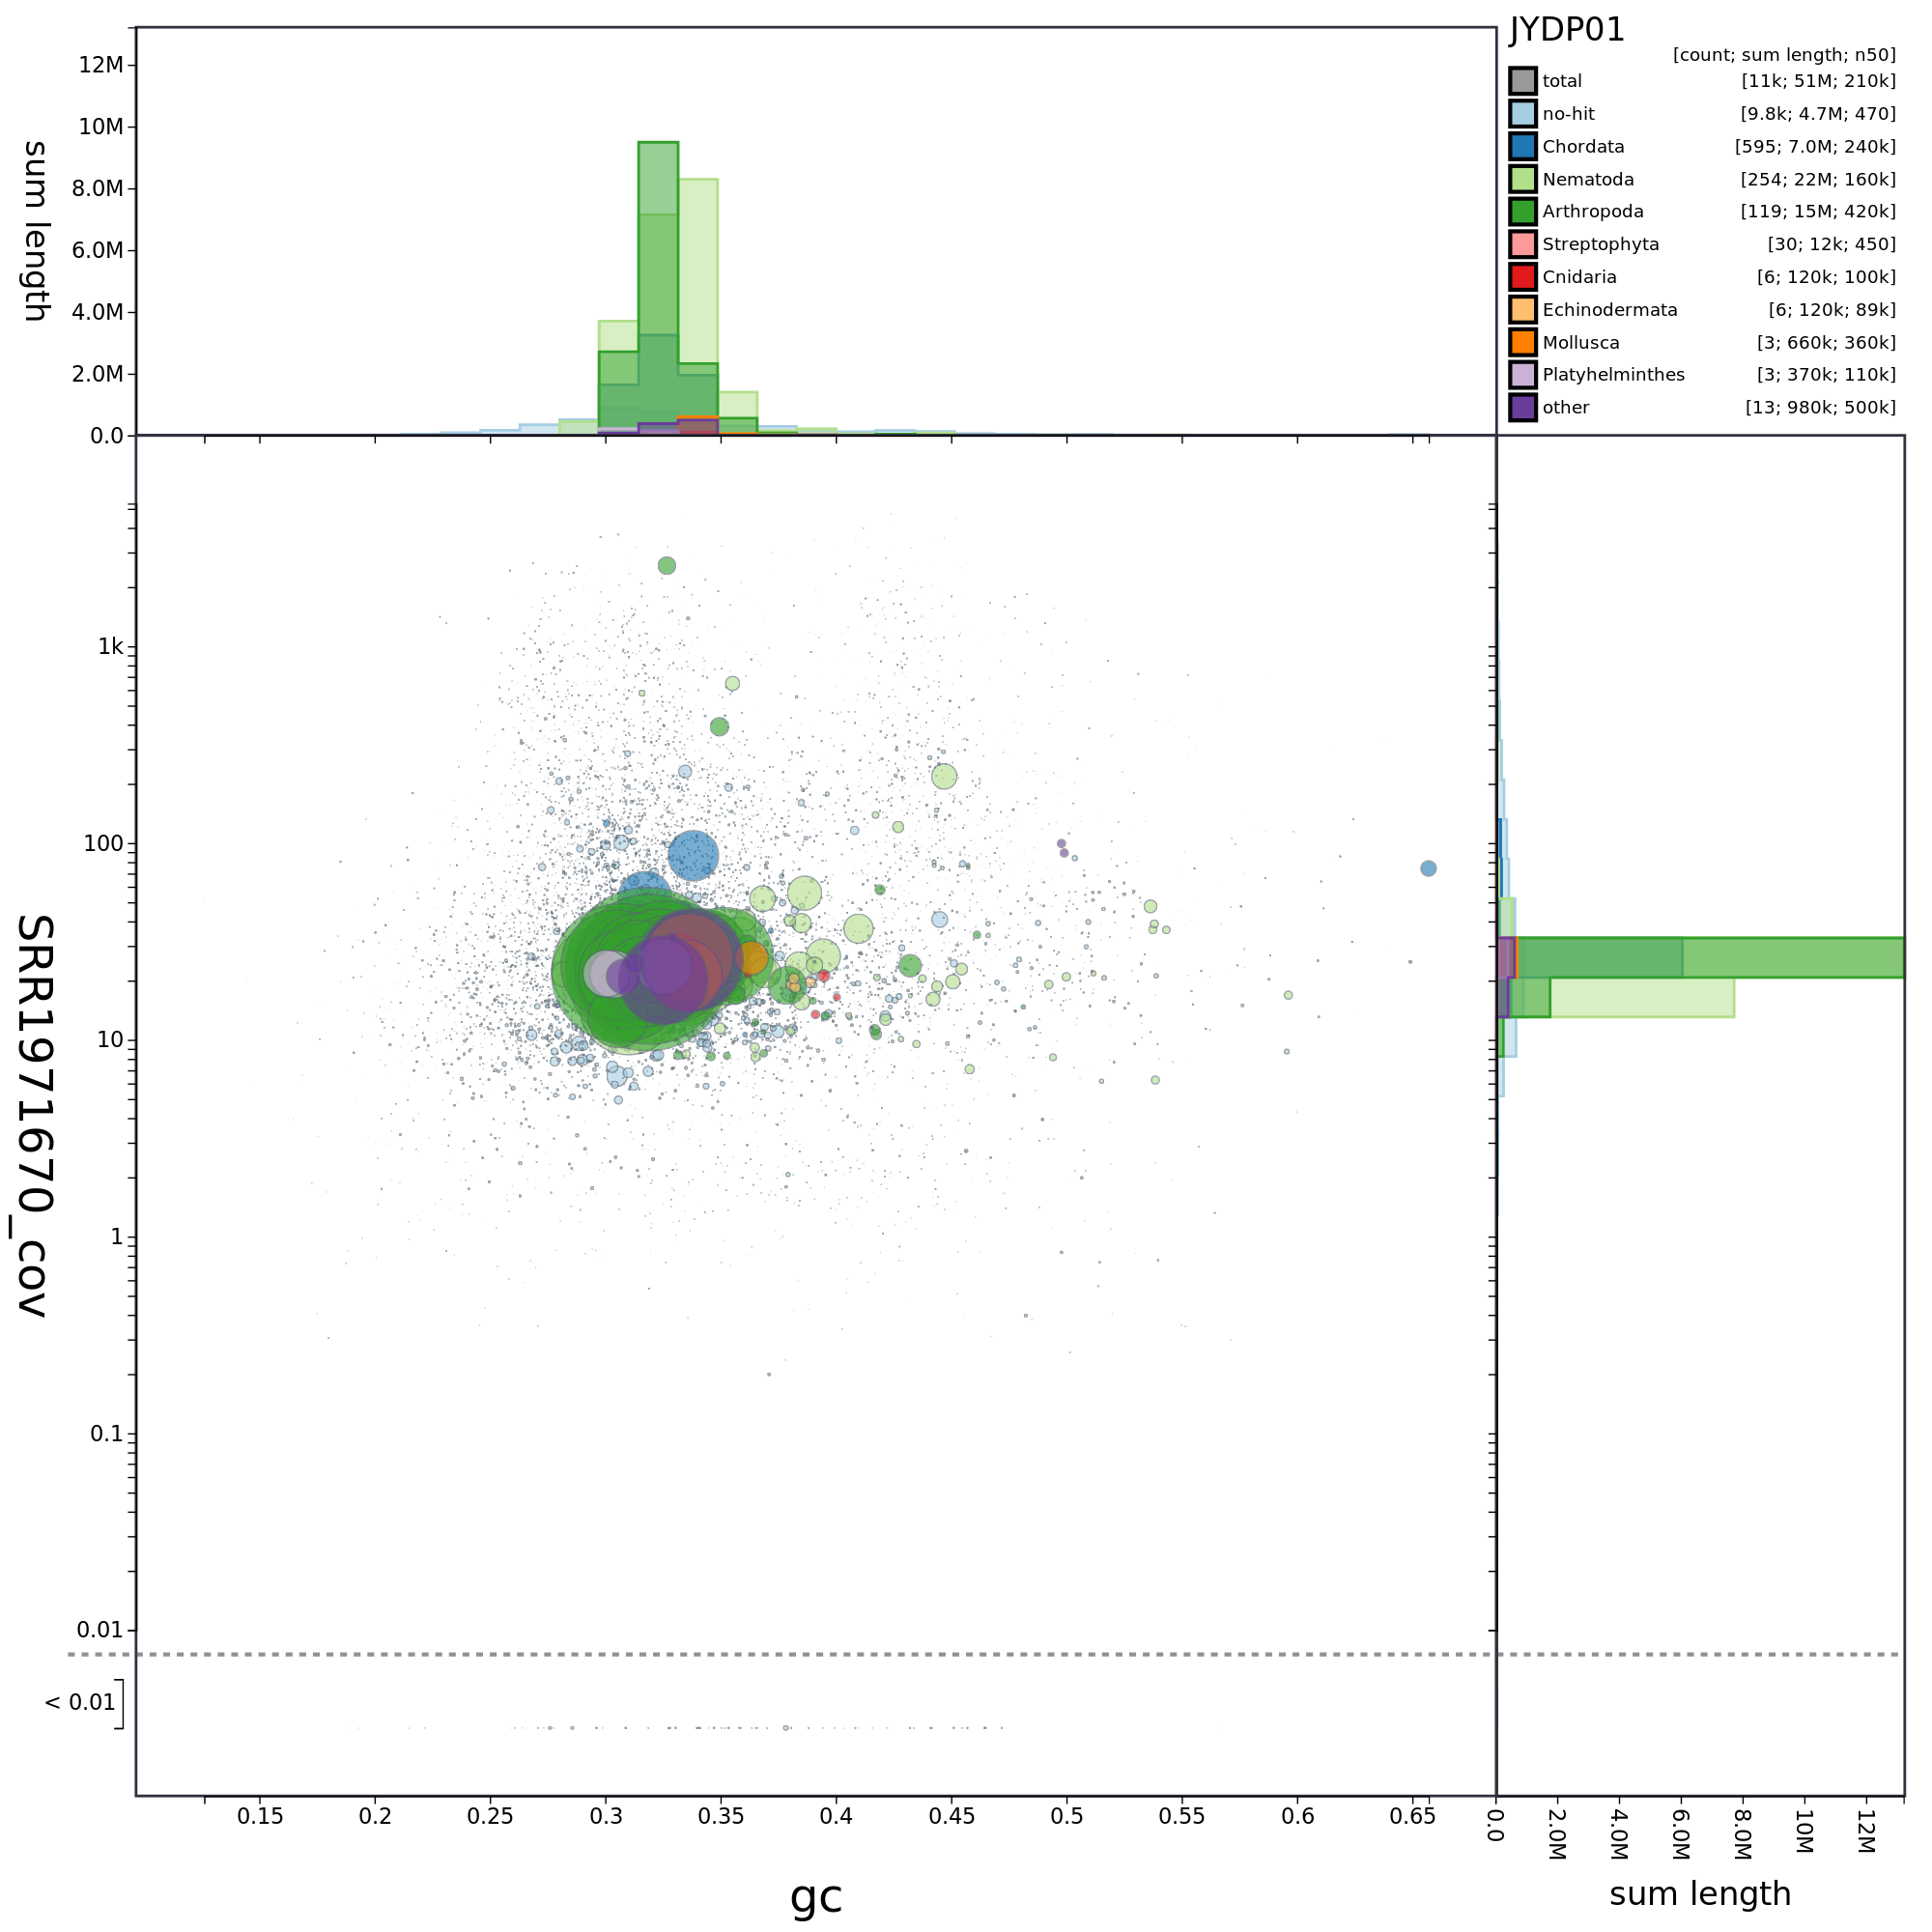 JYDP01
[count; sum length; n50]
total [11k; 51M; 210k]
no-hit [9.8k; 4.7M; 470]
Chordata [595; 7.0M; 240k]
Nematoda [254; 22M; 160k]
Arthropoda [119; 15M; 420k]
Streptophyta [30; 12k; 450]
Cnidaria [6; 120k; 100k]
Echinodermata [6; 120k; 89k]
Mollusca [3; 660k; 360k]
Platyhelminthes [3; 370k; 110k]
other [13; 980k; 500k]
sum length
12M
10M
8.0M
6.0M
4.0M
2.0M
0.0
SRR1971670_cov
1k
100
10
1
0.1
0.01
< 0.01
0.15 0.2 0.25 0.3 0.35 0.4 0.45 0.5 0.55 0.6 0.65
gc
0.0 2.0M 4.0M 6.0M 8.0M 10M 12M
sum length